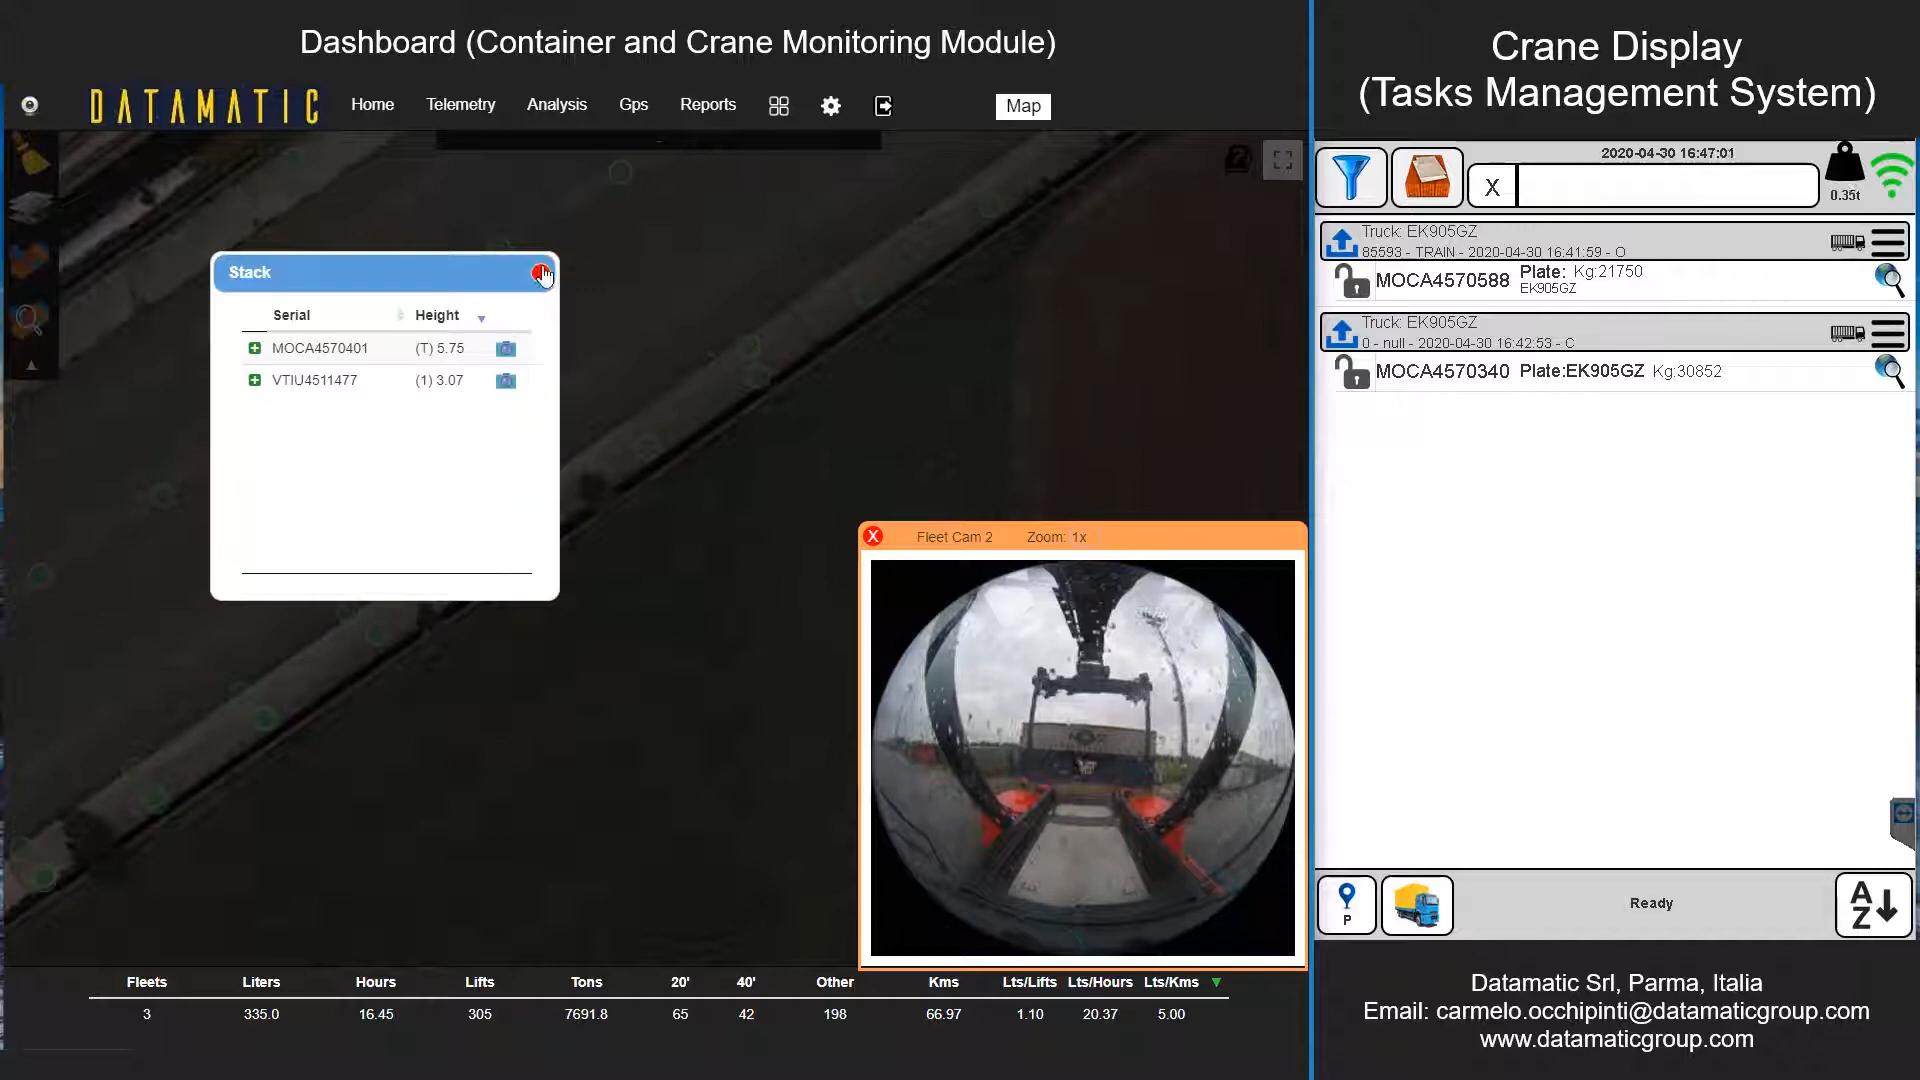 Dashboard (Container and Crane Monitoring Module)
DATAMATIC
Home
Telemetry
Analysis
Gps
Reports
Map
Stack
Serial
Height
MOCA4570401
(T) 5.75
VTIU4511477
(1) 3.07
X
Fleet Cam 2
Zoom: 1x
Fleets
Liters
Hours
Lifts
Tons
20'
40'
Other
Kms
Lts/Lifts
Lts/Hours
Lts/Kms
3
335.0
16.45
305
7691.8
65
42
198
66.97
1.10
20.37
5.00
Crane Display
(Tasks Management System)
2020-04-30 16:47:01
X
0.35t
Truck: EK905GZ
85593 - TRAIN - 2020-04-30 16:41:59 - O
MOCA4570588
Plate: Kg:21750
EK905GZ
Truck: EK905GZ
0 - null - 2020-04-30 16:42:53 - C
MOCA4570340
Plate:EK905GZ Kg:30852
P
Ready
A
Z
Datamatic Srl, Parma, Italia
Email: carmelo.occhipinti@datamaticgroup.com
www.datamaticgroup.com